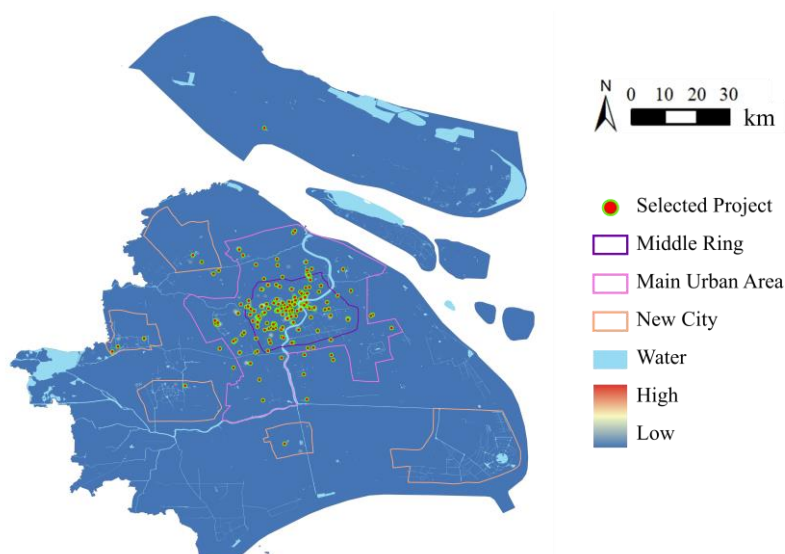 N
0 10 20 30
km
Selected Project
Middle Ring
Main Urban Area
New City
Water
High
Low